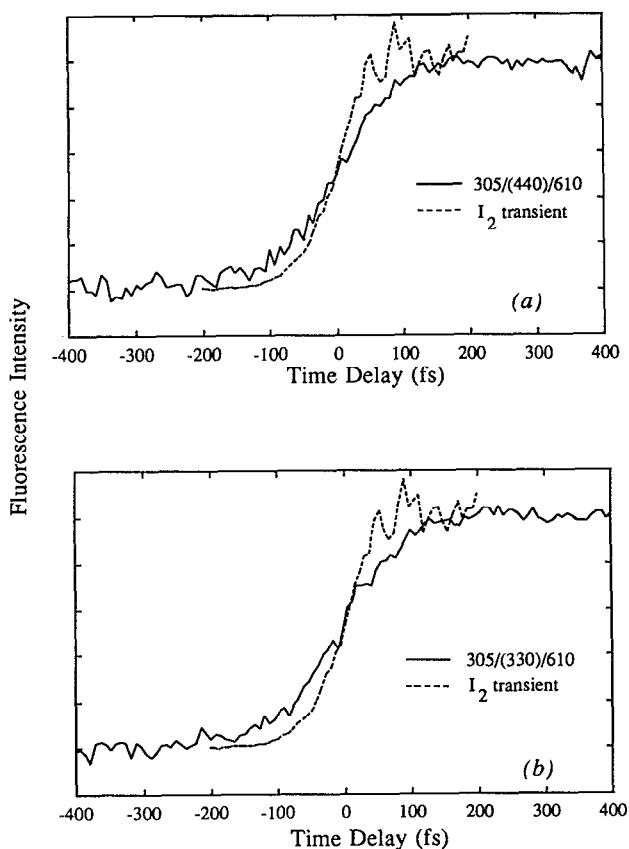 305/(440)/610
I2 transient
(a)
-400 -300 -200 -100 0 100 200 300 400
Time Delay (fs)
Fluorescence Intensity
305/(330)/610
I2 transient
(b)
-400 -300 -200 -100 0 100 200 300 400
Time Delay (fs)